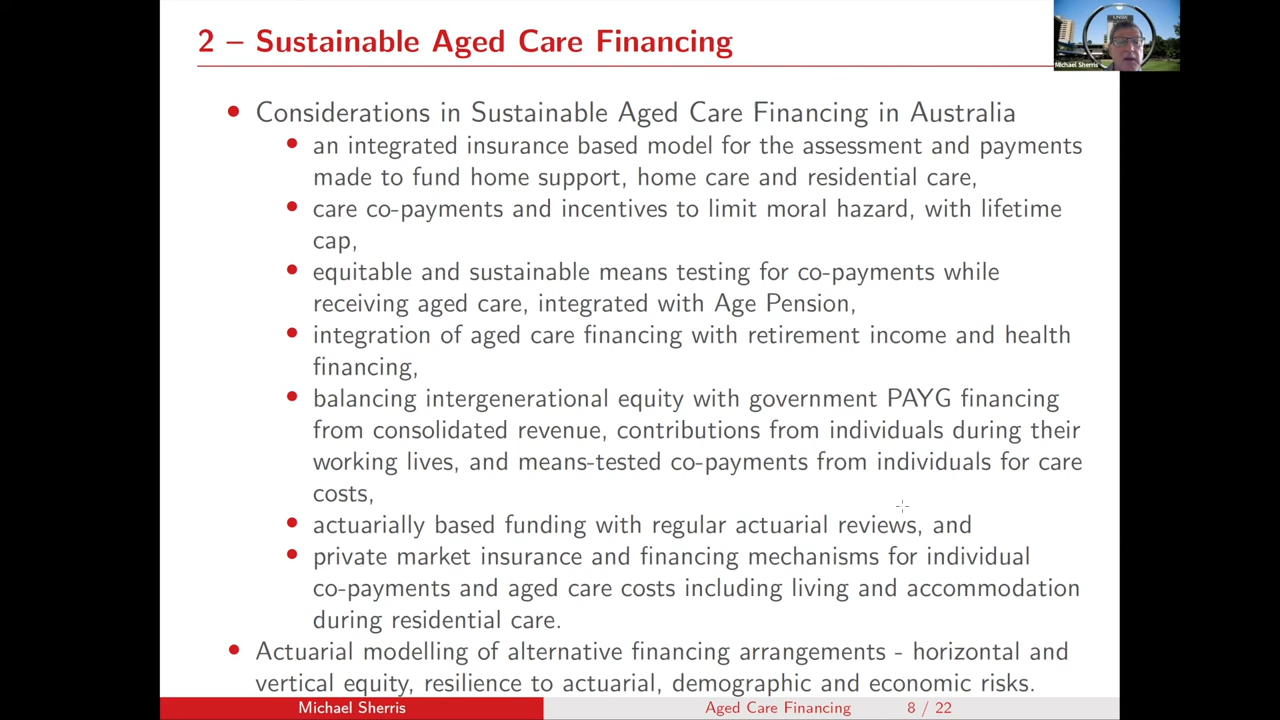 2 – Sustainable Aged Care Financing
UNSW
Michael Sherris
• Considerations in Sustainable Aged Care Financing in Australia
• an integrated insurance based model for the assessment and payments
made to fund home support, home care and residential care,
• care co-payments and incentives to limit moral hazard, with lifetime
cap,
• equitable and sustainable means testing for co-payments while
receiving aged care, integrated with Age Pension,
• integration of aged care financing with retirement income and health
financing,
• balancing intergenerational equity with government PAYG financing
from consolidated revenue, contributions from individuals during their
working lives, and means-tested co-payments from individuals for care
costs,
• actuarially based funding with regular actuarial reviews, and
• private market insurance and financing mechanisms for individual
co-payments and aged care costs including living and accommodation
during residential care.
• Actuarial modelling of alternative financing arrangements - horizontal and
vertical equity, resilience to actuarial, demographic and economic risks.
Michael Sherris Aged Care Financing 8 / 22